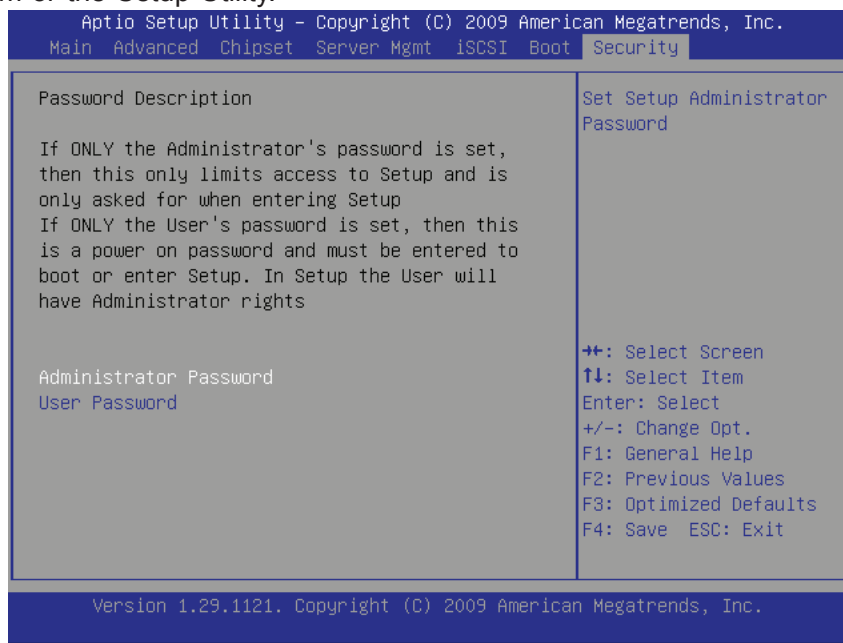 of the Setup Utility.
Aptio Setup Utility – Copyright (C) 2009 American Megatrends, Inc.
Main Advanced Chipset Server Mgmt iSCSI Boot Security
Password Description
If ONLY the Administrator's password is set,
then this only limits access to Setup and is
only asked for when entering Setup
If ONLY the User's password is set, then this
is a power on password and must be entered to
boot or enter Setup. In Setup the User will
have Administrator rights
Administrator Password
User Password
Set Setup Administrator
Password
→←: Select Screen
↑↓: Select Item
Enter: Select
+/-: Change Opt.
F1: General Help
F2: Previous Values
F3: Optimized Defaults
F4: Save ESC: Exit
Version 1.29.1121. Copyright (C) 2009 American Megatrends, Inc.